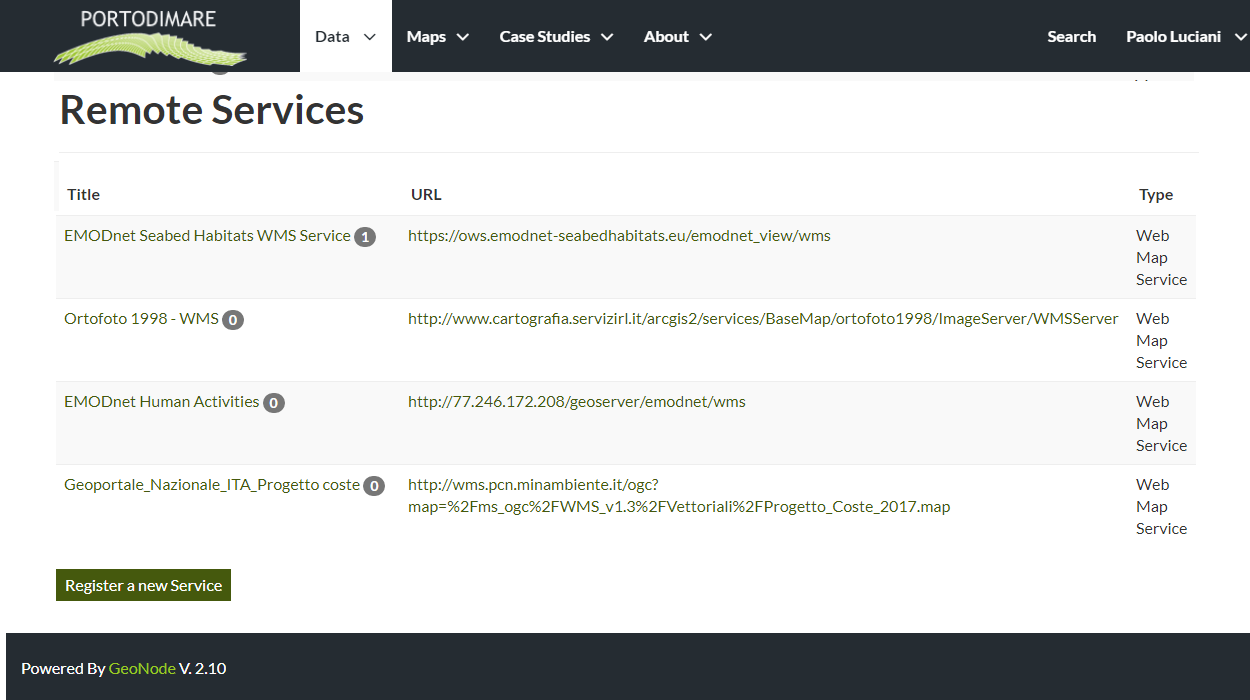 PORTODIMARE
Data Maps Case Studies About Search Paolo Luciani
Remote Services
Title URL Type
EMODnet Seabed Habitats WMS Service 1 https://ows.emodnet-seabedhabitats.eu/emodnet_view/wms Web
Map
Service
Ortofoto 1998 - WMS 0 http://www.cartografia.servizirl.it/arcgis2/services/BaseMap/ortofoto1998/ImageServer/WMSServer Web
Map
Service
EMODnet Human Activities 0 http://77.246.172.208/geoserver/emodnet/wms Web
Map
Service
Geoportale_Nazionale_ITA_Progetto coste 0 http://wms.pcn.minambiente.it/ogc? Web
map=%2Fms_ogc%2FWMS_v1.3%2FVettoriali%2FProgetto_Coste_2017.map Map
Service
Register a new Service
Powered By GeoNode V. 2.10